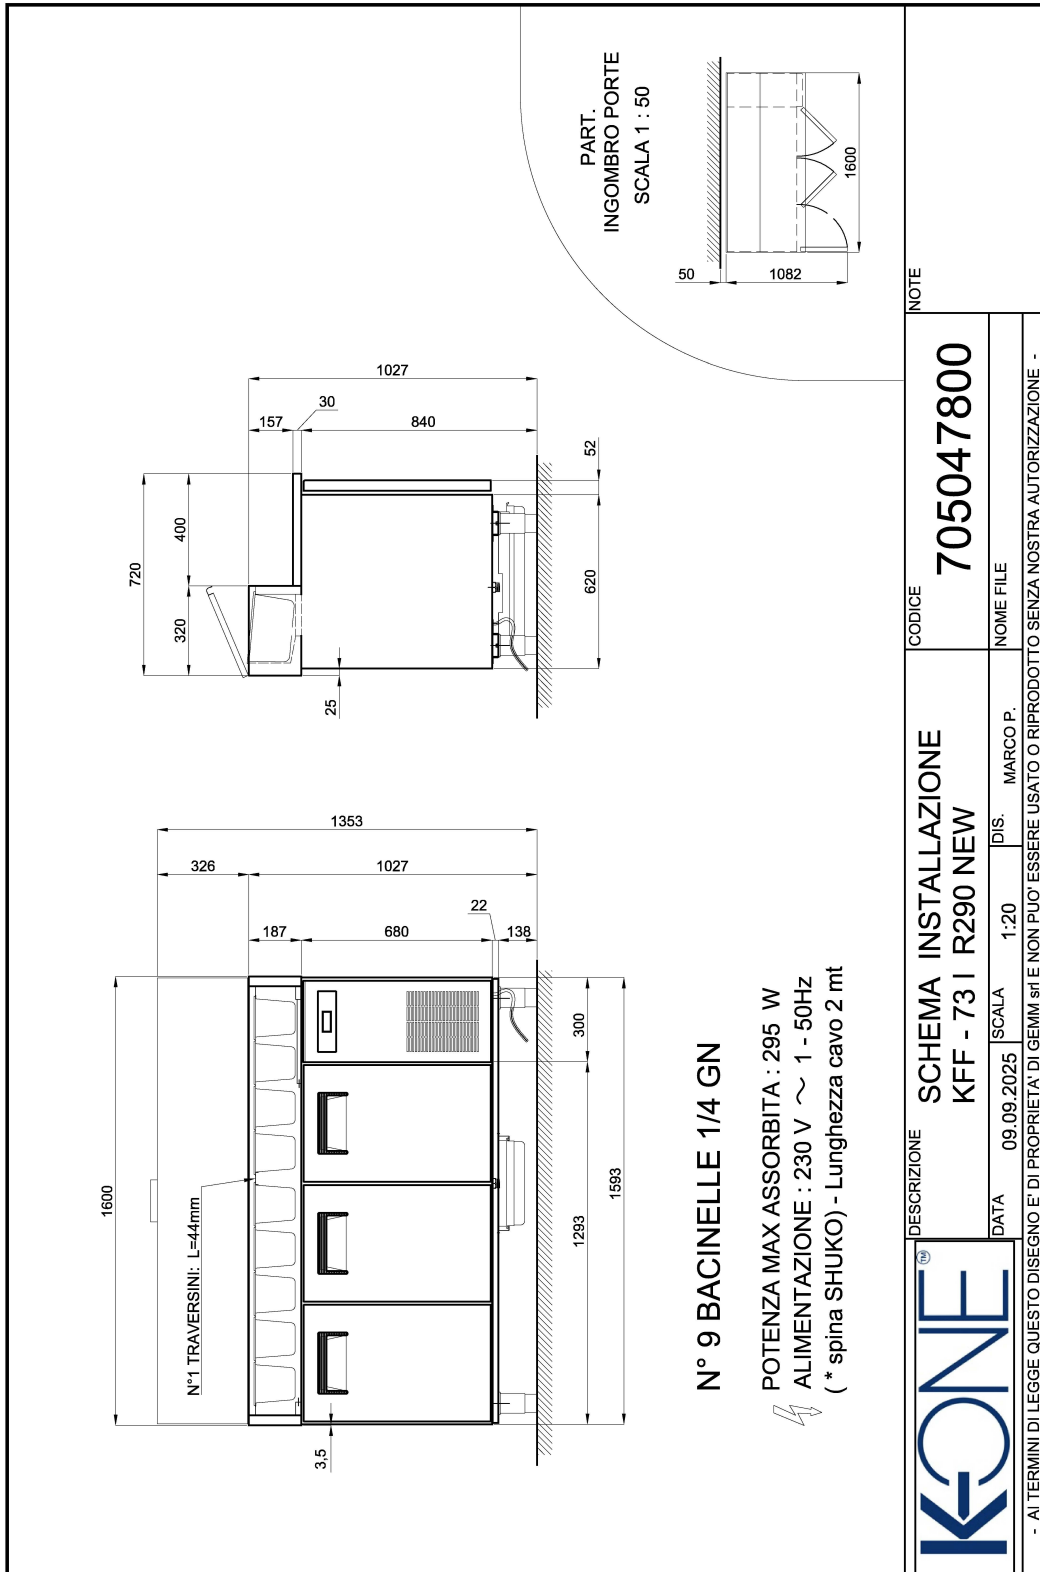 1600
N°1 TRAVERSINI: L=44mm
326
1353
187
1027
680
22
138
3,5
300
1293
1593
720
320
400
157
30
1027
840
25
620
52
PART.
INGOMBRO PORTE
SCALA 1 : 50
50
1082
1600
N° 9 BACINELLE 1/4 GN
POTENZA MAX ASSORBITA : 295 W
ALIMENTAZIONE : 230 V ~ 1 - 50Hz
( * spina SHUKO) - Lunghezza cavo 2 mt
K-ONE TM
DESCRIZIONE
SCHEMA INSTALLAZIONE
KFF - 73 I R290 NEW
CODICE
705047800
NOTE
DATA 09.09.2025
SCALA 1:20
DIS. MARCO P.
NOME FILE
- AI TERMINI DI LEGGE QUESTO DISEGNO E' DI PROPRIETA' DI GEMM srl E NON PUO' ESSERE USATO O RIPRODOTTO SENZA NOSTRA AUTORIZZAZIONE -